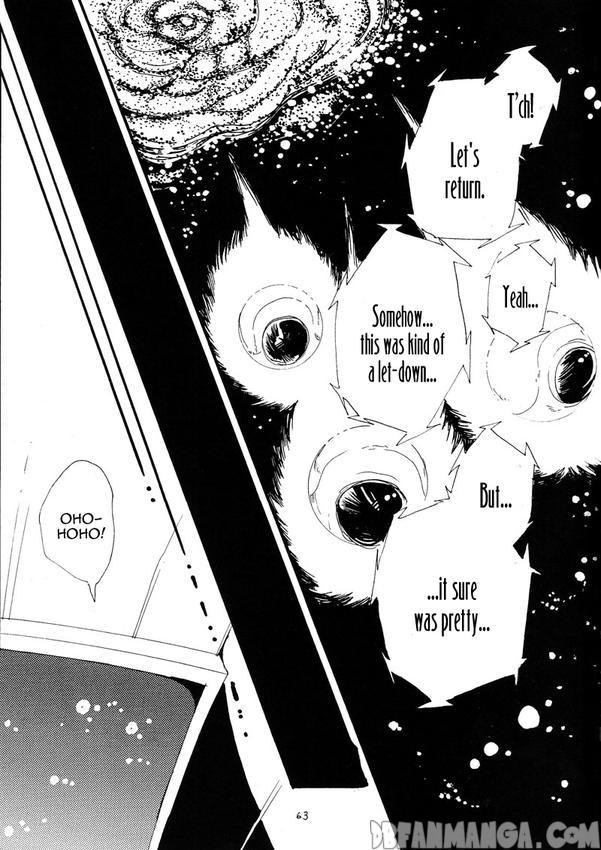 T'ch!
Let's
return.
Yeah...
Somehow...
this was kind of
a let-down...
But...
...it sure
was pretty...
OHO-
HOHO!
63
DBFANMANGA.COM